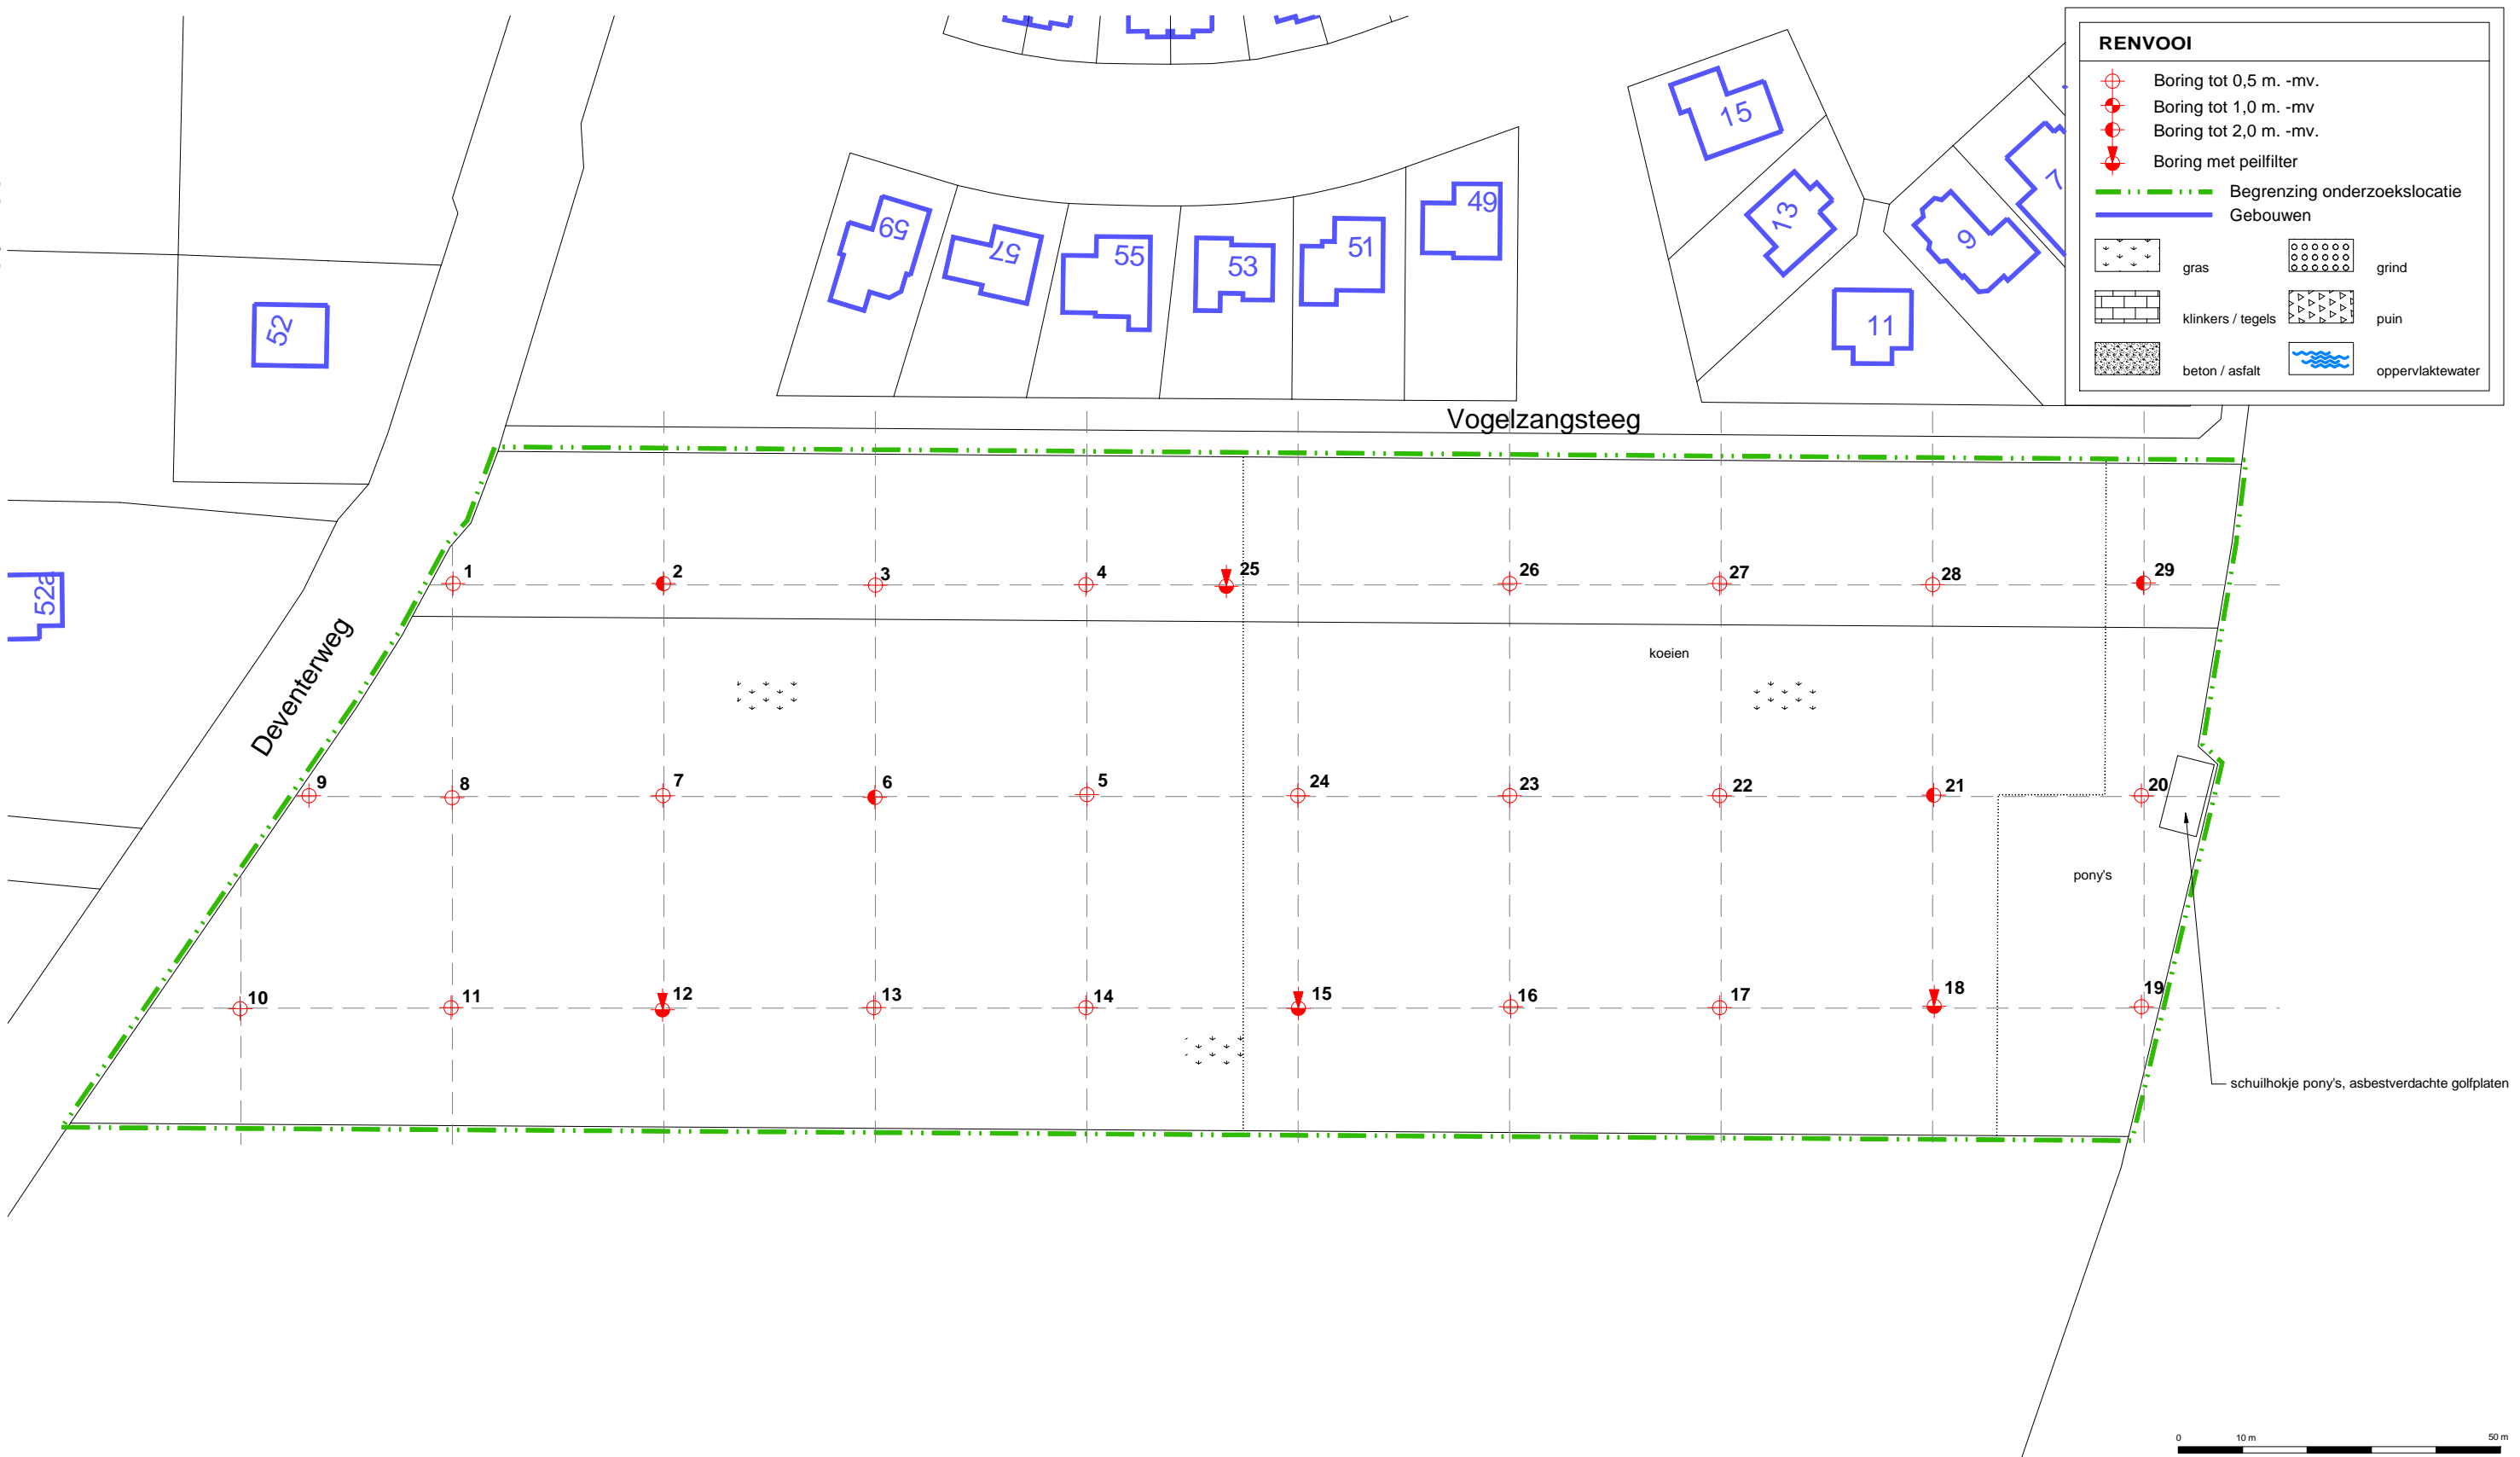 RENVOOI
Boring tot 0,5 m. -mv.
Boring tot 1,0 m. -mv
Boring tot 2,0 m. -mv.
Boring met peilfilter
Begrenzing onderzoekslocatie
Gebouwen
gras
grind
klinkers / tegels
puin
beton / asfalt
oppervlaktewater
15
13
11
9
7
59
57
55
53
51
49
52
52a
Vogelzangsteeg
Deventerweg
1
2
3
4
25
26
27
28
29
koeien
9
8
7
6
5
24
23
22
21
20
pony's
10
11
12
13
14
15
16
17
18
19
schuilhokje pony's, asbestverdachte golfplaten
0 10 m 50 m